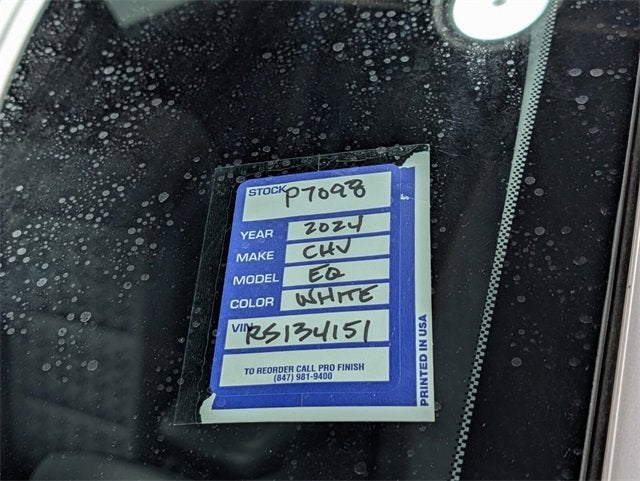 STOCK P7098
YEAR 2024
MAKE CHV
MODEL EQ
COLOR WHITE
VIN RS134151
TO REORDER CALL PRO FINISH
(847) 981-9400
PRINTED IN USA